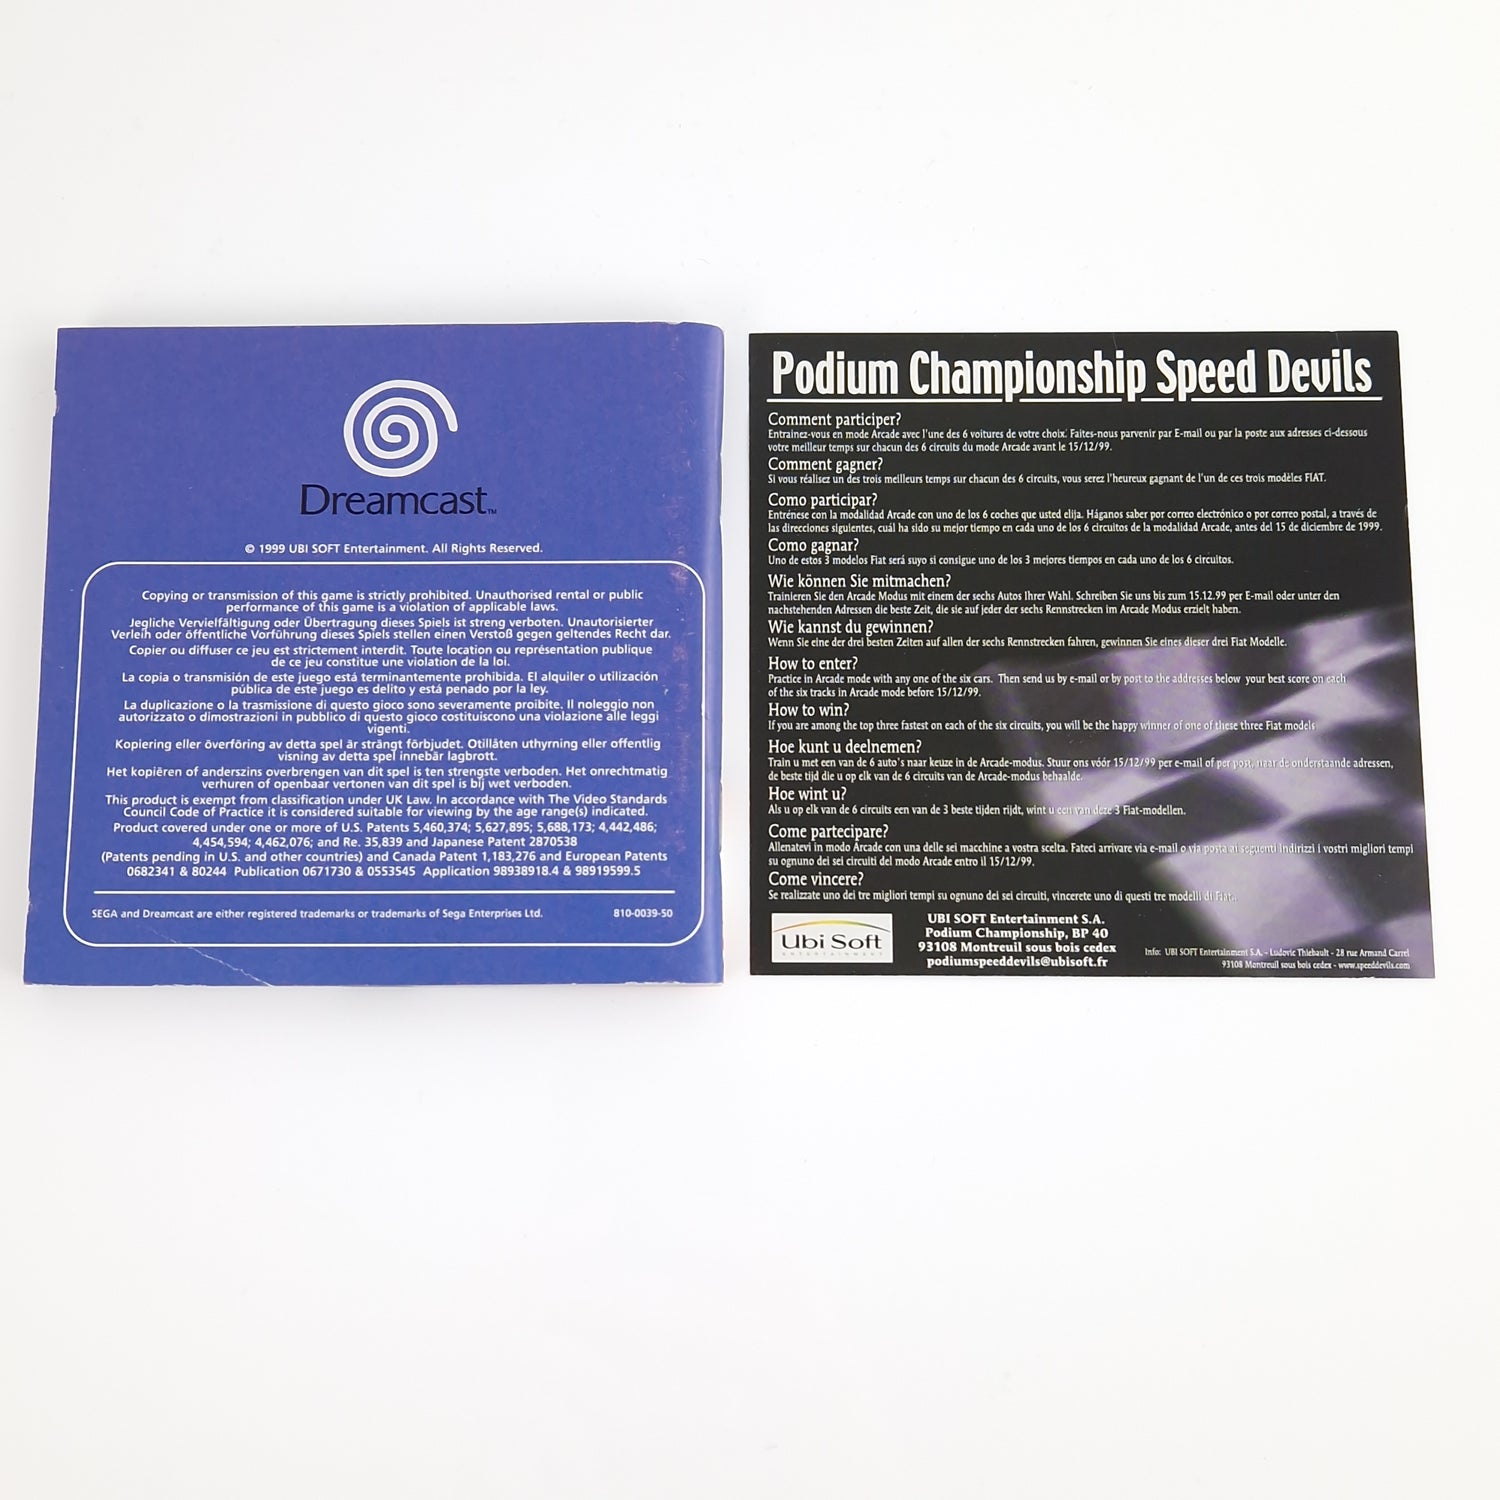 Dreamcast™
© 1999 UBI SOFT Entertainment. All Rights Reserved.
Copying or transmission of this game is strictly prohibited. Unauthorised rental or public
performance of this game is a violation of applicable laws.
Jegliche Vervielfältigung oder Übertragung dieses Spiels ist streng verboten. Unautorisierter
Verleih oder öffentliche Vorführung dieses Spiels stellen einen Verstoß gegen geltendes Recht dar.
Copier ou diffuser ce jeu est strictement interdit. Toute location ou représentation publique
de ce jeu constitue une violation de la loi.
La copia o transmisión de este juego está terminantemente prohibida. El alquiler o utilización
pública de este juego es delito y está penado por la ley.
La duplicazione o la trasmissione di questo gioco sono severamente proibite. Il noleggio non
autorizzato o dimostrazioni in pubblico di questo gioco costituiscono una violazione alle leggi
vigenti.
Kopiering eller överföring av detta spel är strängt förbjudet. Otillåten uthyrning eller offentlig
visning av detta spel innebär lagbrott.
Het kopiëren of anderszins overbrengen van dit spel is ten strengste verboden. Het onrechtmatig
verhuren of openbaar vertonen van dit spel is bij wet verboden.
This product is exempt from classification under UK Law. In accordance with The Video Standards
Council Code of Practice it is considered suitable for viewing by the age range(s) indicated.
Product covered under one or more of U.S. Patents 5,460,374; 5,627,895; 5,688,173; 4,442,486;
4,454,594; 4,462,076; and Re. 35,839 and Japanese Patent 2870538
(Patents pending in U.S. and other countries) and Canada Patent 1,183,276 and European Patents
0682341 & 80244 Publication 0671730 & 0553545 Application 98938918.4 & 98919599.5
SEGA and Dreamcast are either registered trademarks or trademarks of Sega Enterprises Ltd. 810-0039-50
Podium Championship Speed Devils
Comment participer?
Entrainez-vous en mode Arcade avec l'une des 6 voitures de votre choix. Faites-nous parvenir par E-mail ou par la poste aux adresses ci-dessous
votre meilleur temps sur chacun des 6 circuits du mode Arcade avant le 15/12/99.
Comment gagner?
Si vous réalisez un des trois meilleurs temps sur chacun des 6 circuits, vous serez l'heureux gagnant de l'un de ces trois modèles FIAT.
Como participar?
Entrénese con la modalidad Arcade con uno de los 6 coches que usted elija. Háganos saber por correo electrónico o por correo postal, a través de
las direcciones siguientes, cuál ha sido su mejor tiempo en cada uno de los 6 circuitos de la modalidad Arcade, antes del 15 de diciembre de 1999.
Como gagnar?
Uno de estos 3 modelos Fiat será suyo si consigue uno de los 3 mejores tiempos en cada uno de los 6 circuitos.
Wie können Sie mitmachen?
Trainieren Sie den Arcade Modus mit einem der sechs Autos Ihrer Wahl. Schreiben Sie uns bis zum 15.12.99 per E-mail oder unter den
nachstehenden Adressen die beste Zeit, die sie auf jeder der sechs Rennstrecken im Arcade Modus erzielt haben.
Wie kannst du gewinnen?
Wenn Sie eine der drei besten Zeiten auf allen der sechs Rennstrecken fahren, gewinnen Sie eines dieser drei Fiat Modelle.
How to enter?
Practice in Arcade mode with any one of the six cars. Then send us by e-mail or by post to the addresses below your best score on each
of the six tracks in Arcade mode before 15/12/99.
How to win?
If you are among the top three fastest on each of the six circuits, you will be the happy winner of one of these three Fiat models
Hoe kunt u deelnemen?
Train u met een van de 6 auto's naar keuze in de Arcade-modus. Stuur ons vóór 15/12/99 per e-mail of per post, naar de onderstaande adressen,
de beste tijd die u op elk van de 6 circuits van de Arcade-modus behaalde.
Hoe wint u?
Als u op elk van de 6 circuits een van de 3 beste tijden rijdt, wint u een van deze 3 Fiat-modellen.
Come partecipare?
Allenatevi in modo Arcade con una delle sei macchine a vostra scelta. Fateci arrivare via e-mail o via posta ai seguenti indirizzi i vostri migliori tempi
su ognuno dei sei circuiti del modo Arcade entro il 15/12/99.
Come vincere?
Se realizzate uno dei tre migliori tempi su ognuno dei sei circuiti, vincerete uno di questi tre modelli di Fiat.
Ubi Soft
ENTERTAINMENT
UBI SOFT Entertainment S.A.
Podium Championship, BP 40
93108 Montreuil sous bois cedex
podiumspeeddevils@ubisoft.fr
Info: UBI SOFT Entertainment S.A. - Ludovic Thiebault - 28 rue Armand Carrel
93108 Montreuil sous bois cedex - www.speeddevils.com